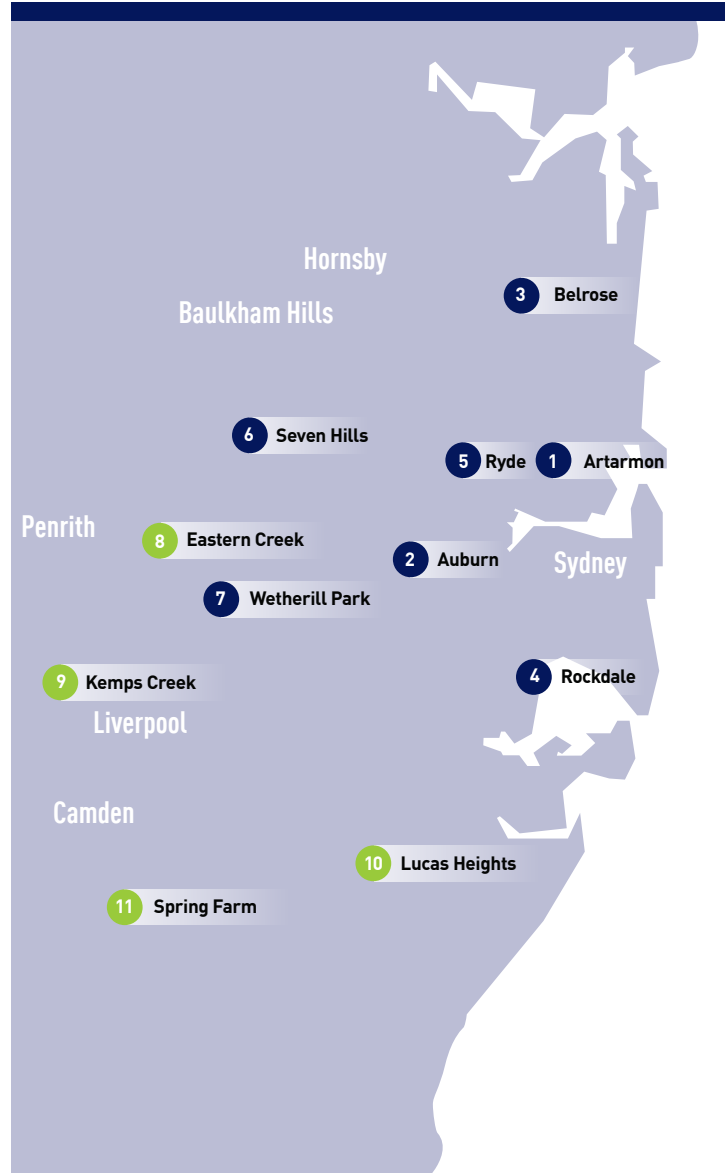 Hornsby
3 Belrose
Baulkham Hills
6 Seven Hills
5 Ryde
1 Artarmon
Penrith
8 Eastern Creek
2 Auburn
Sydney
7 Wetherill Park
9 Kemps Creek
4 Rockdale
Liverpool
Camden
10 Lucas Heights
11 Spring Farm